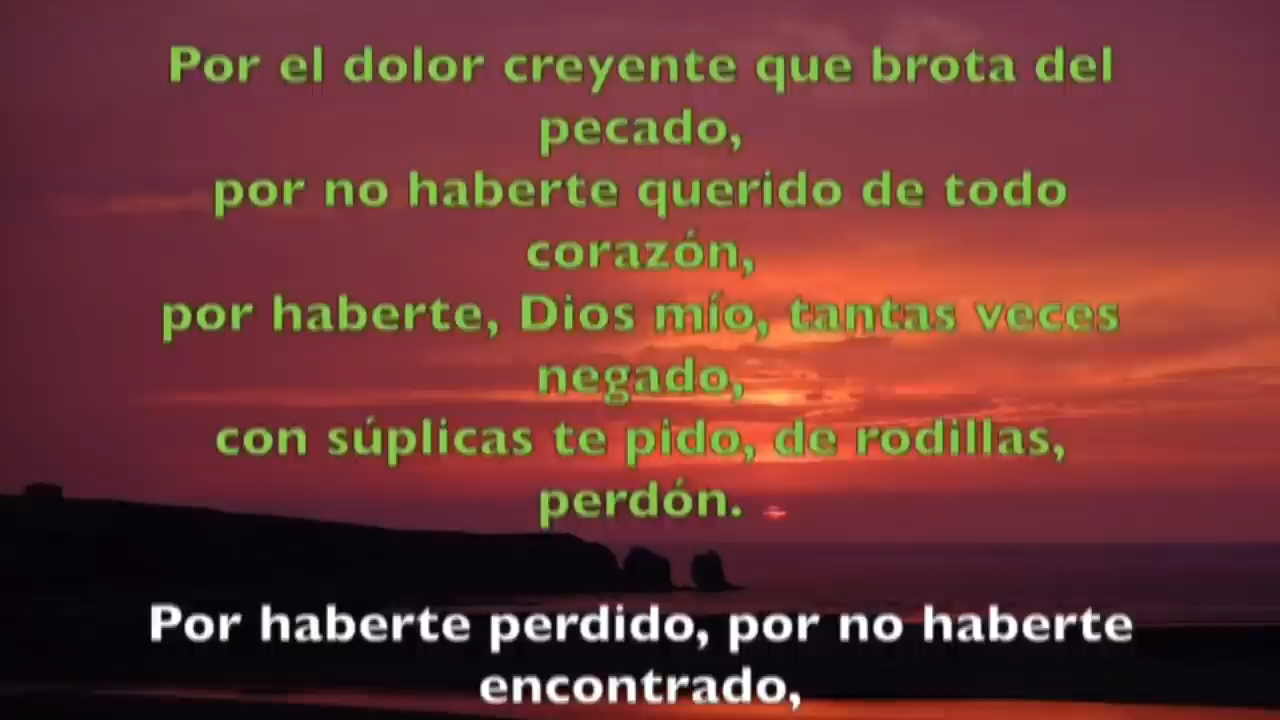 Por el dolor creyente que brota del
pecado,
por no haberte querido de todo
corazón,
por haberte, Dios mío, tantas veces
negado,
con súplicas te pido, de rodillas,
perdón.
Por haberte perdido, por no haberte
encontrado,